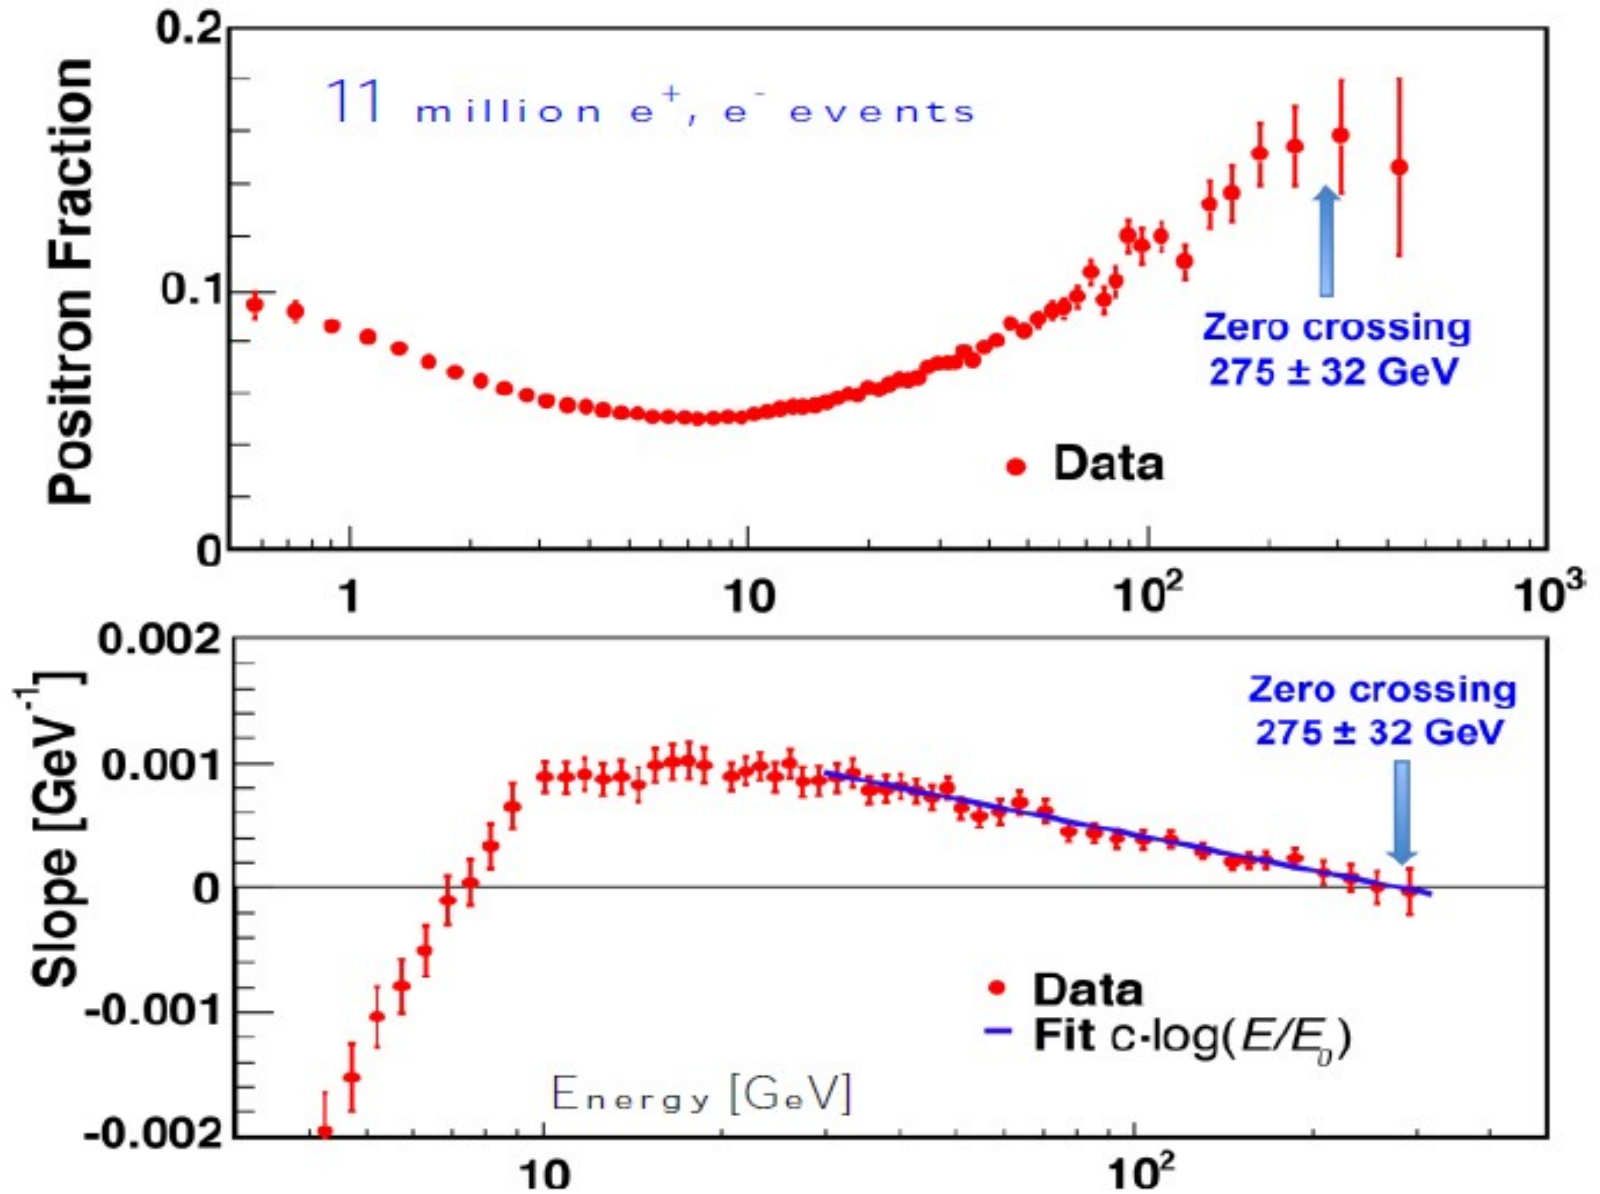 0.2
Positron Fraction
11 million e⁺, e⁻ events
0.1
Zero crossing
275 ± 32 GeV
Data
0
1 10 10² 10³
0.002
Slope [GeV⁻¹]
Zero crossing
275 ± 32 GeV
0.001
0
-0.001
Data
Fit c-log(E/E₀)
Energy [GeV]
-0.002
10 10²